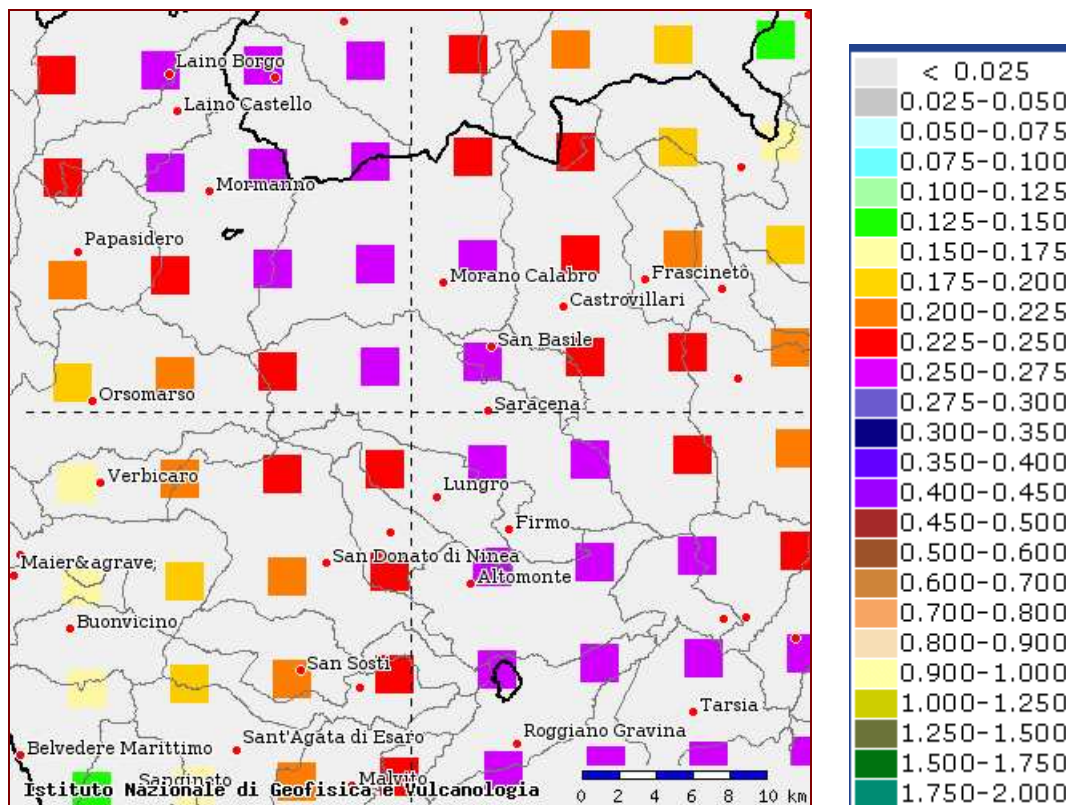 Laino Borgo
Laino Castello
Mormanno
Papasidero
Morano Calabro
Frascineto
Castrovillari
San Basile
Orsomarso
Saracena
Verbicaro
Lungro
Firmo
San Donato di Ninea
Maier&agrave;
Altomonte
Buonvicino
San Sosti
Tarsia
Roggiano Gravina
Sant'Agata di Esaro
Belvedere Marittimo
Sangineto
Malvito
Istituto Nazionale di Geofisica e Vulcanologia
0 2 4 6 8 10 km
< 0.025
0.025-0.050
0.050-0.075
0.075-0.100
0.100-0.125
0.125-0.150
0.150-0.175
0.175-0.200
0.200-0.225
0.225-0.250
0.250-0.275
0.275-0.300
0.300-0.350
0.350-0.400
0.400-0.450
0.450-0.500
0.500-0.600
0.600-0.700
0.700-0.800
0.800-0.900
0.900-1.000
1.000-1.250
1.250-1.500
1.500-1.750
1.750-2.000